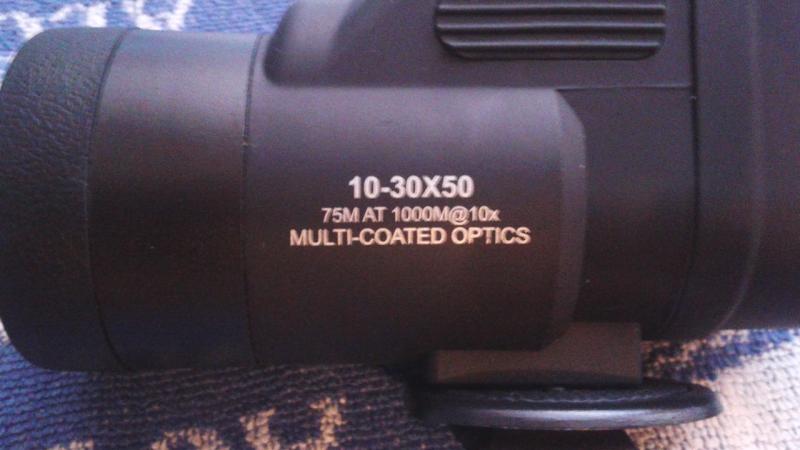 10-30X50
75M AT 1000M@10x
MULTI-COATED OPTICS